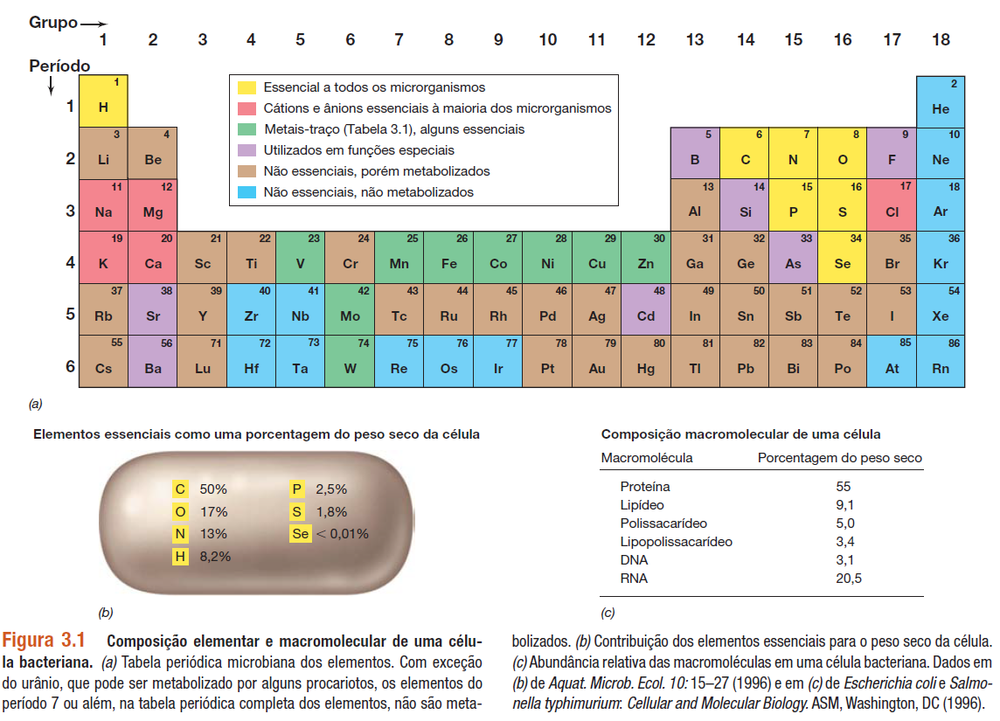 Grupo
1 2 3 4 5 6 7 8 9 10 11 12 13 14 15 16 17 18
Período
Essencial a todos os microrganismos
Cátions e ânions essenciais à maioria dos microrganismos
Metais-traço (Tabela 3.1), alguns essenciais
Utilizados em funções especiais
Não essenciais, porém metabolizados
Não essenciais, não metabolizados
1 2
1 H He
3 4 5 6 7 8 9 10
2 Li Be B C N O F Ne
11 12 13 14 15 16 17 18
3 Na Mg Al Si P S Cl Ar
19 20 21 22 23 24 25 26 27 28 29 30 31 32 33 34 35 36
4 K Ca Sc Ti V Cr Mn Fe Co Ni Cu Zn Ga Ge As Se Br Kr
37 38 39 40 41 42 43 44 45 46 47 48 49 50 51 52 53 54
5 Rb Sr Y Zr Nb Mo Tc Ru Rh Pd Ag Cd In Sn Sb Te I Xe
55 56 71 72 73 74 75 76 77 78 79 80 81 82 83 84 85 86
6 Cs Ba Lu Hf Ta W Re Os Ir Pt Au Hg Tl Pb Bi Po At Rn
(a)
Elementos essenciais como uma porcentagem do peso seco da célula
C 50% P 2,5%
O 17% S 1,8%
N 13% Se < 0,01%
H 8,2%
(b)
Composição macromolecular de uma célula
Macromolécula Porcentagem do peso seco
Proteína 55
Lipídeo 9,1
Polissacarídeo 5,0
Lipopolissacarídeo 3,4
DNA 3,1
RNA 20,5
(c)
Figura 3.1 Composição elementar e macromolecular de uma célu-
la bacteriana. (a) Tabela periódica microbiana dos elementos. Com exceção
do urânio, que pode ser metabolizado por alguns procariotos, os elementos do
período 7 ou além, na tabela periódica completa dos elementos, não são meta-
bolizados. (b) Contribuição dos elementos essenciais para o peso seco da célula.
(c) Abundância relativa das macromoléculas em uma célula bacteriana. Dados em
(b) de Aquat. Microb. Ecol. 10: 15–27 (1996) e em (c) de Escherichia coli e Salmo-
nella typhimurium: Cellular and Molecular Biology. ASM, Washington, DC (1996).